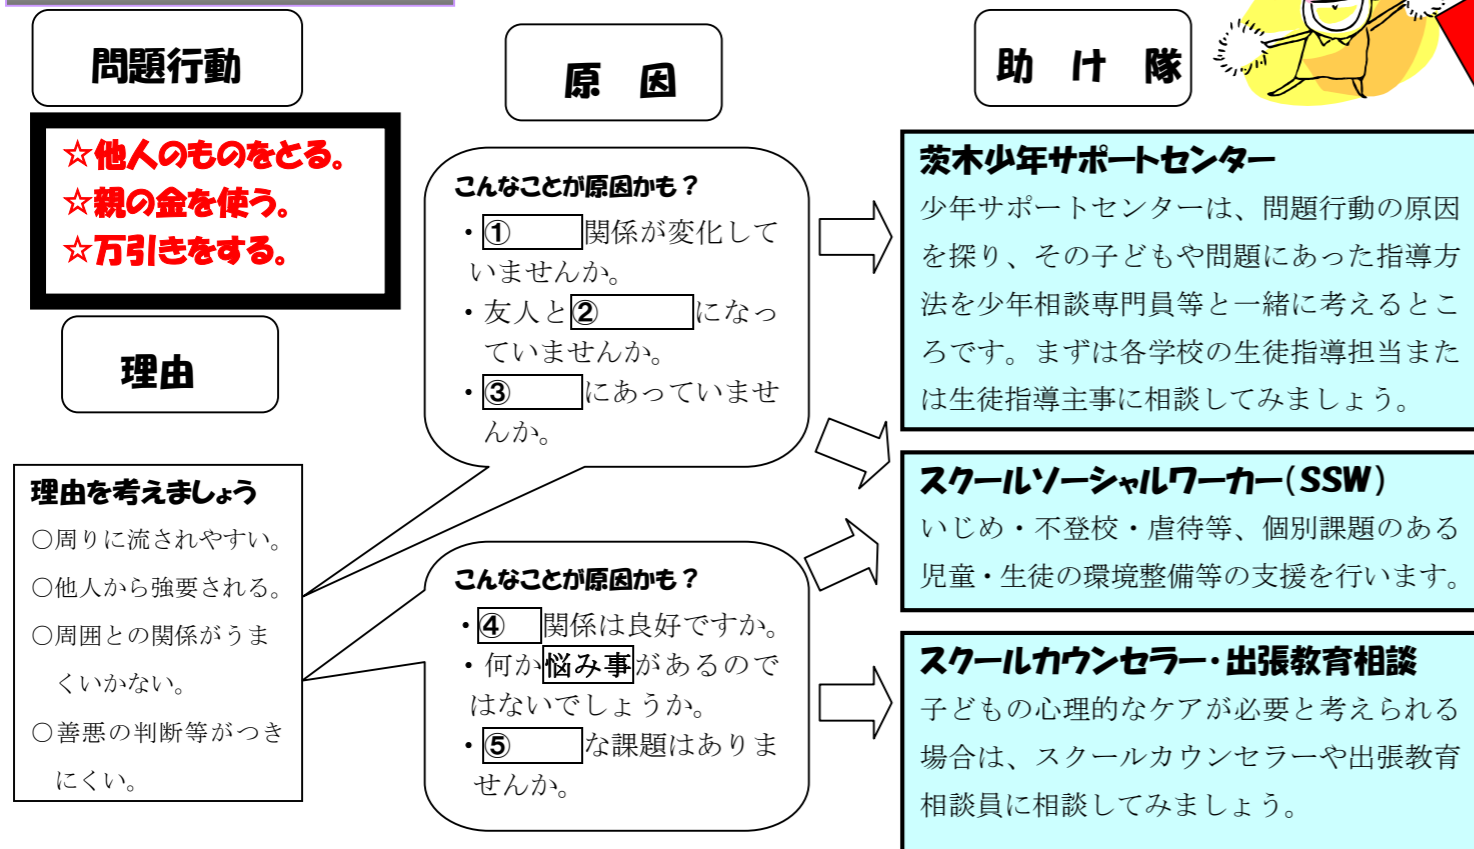 問題行動
☆他人のものをとる。
☆親の金を使う。
☆万引きをする。
理由
理由を考えましょう
○周りに流されやすい。
○他人から強要される。
○周囲との関係がうま
くいかない。
○善悪の判断等がつき
にくい。
原 因
こんなことが原因かも?
・① 関係が変化して
いませんか。
・友人と② になっ
ていませんか。
・③ にあっていませ
んか。
こんなことが原因かも?
・④ 関係は良好ですか。
・何か悩み事があるので
はないでしょうか。
・⑤ な課題はありま
せんか。
助 け 隊
茨木少年サポートセンター
少年サポートセンターは、問題行動の原因
を探り、その子どもや問題にあった指導方
法を少年相談専門員等と一緒に考えるとこ
ろです。まずは各学校の生徒指導担当また
は生徒指導主事に相談してみましょう。
スクールソーシャルワーカー(SSW)
いじめ・不登校・虐待等、個別課題のある
児童・生徒の環境整備等の支援を行います。
スクールカウンセラー・出張教育相談
子どもの心理的なケアが必要と考えられる
場合は、スクールカウンセラーや出張教育
相談員に相談してみましょう。